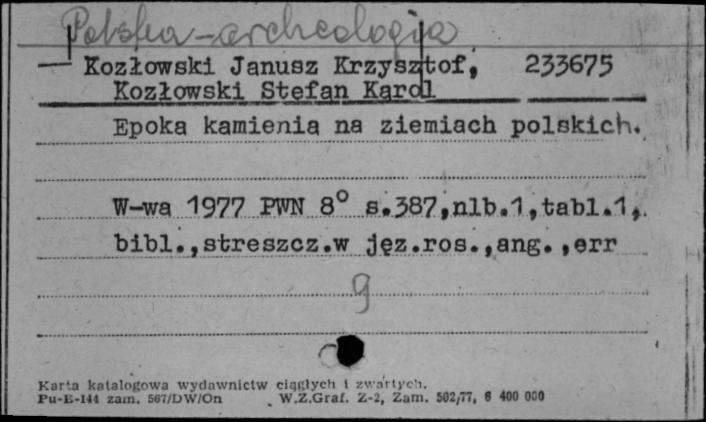 Polska – archeologia
— Kozłowski Janusz Krzysztof, 233675
Kozłowski Stefan Karol
Epoka kamienia na ziemiach polskich.
W-wa 1977 PWN 8° s.387,nlb.1,tabl.1,
bibl.,streszcz.w jęz.ros.,ang.,err
9
Karta katalogowa wydawnictw ciągłych i zwartych.
Pu-E-144 zam. 567/DW/On W.Z.Graf. Z-2, Zam. 502/77, 6 400 000